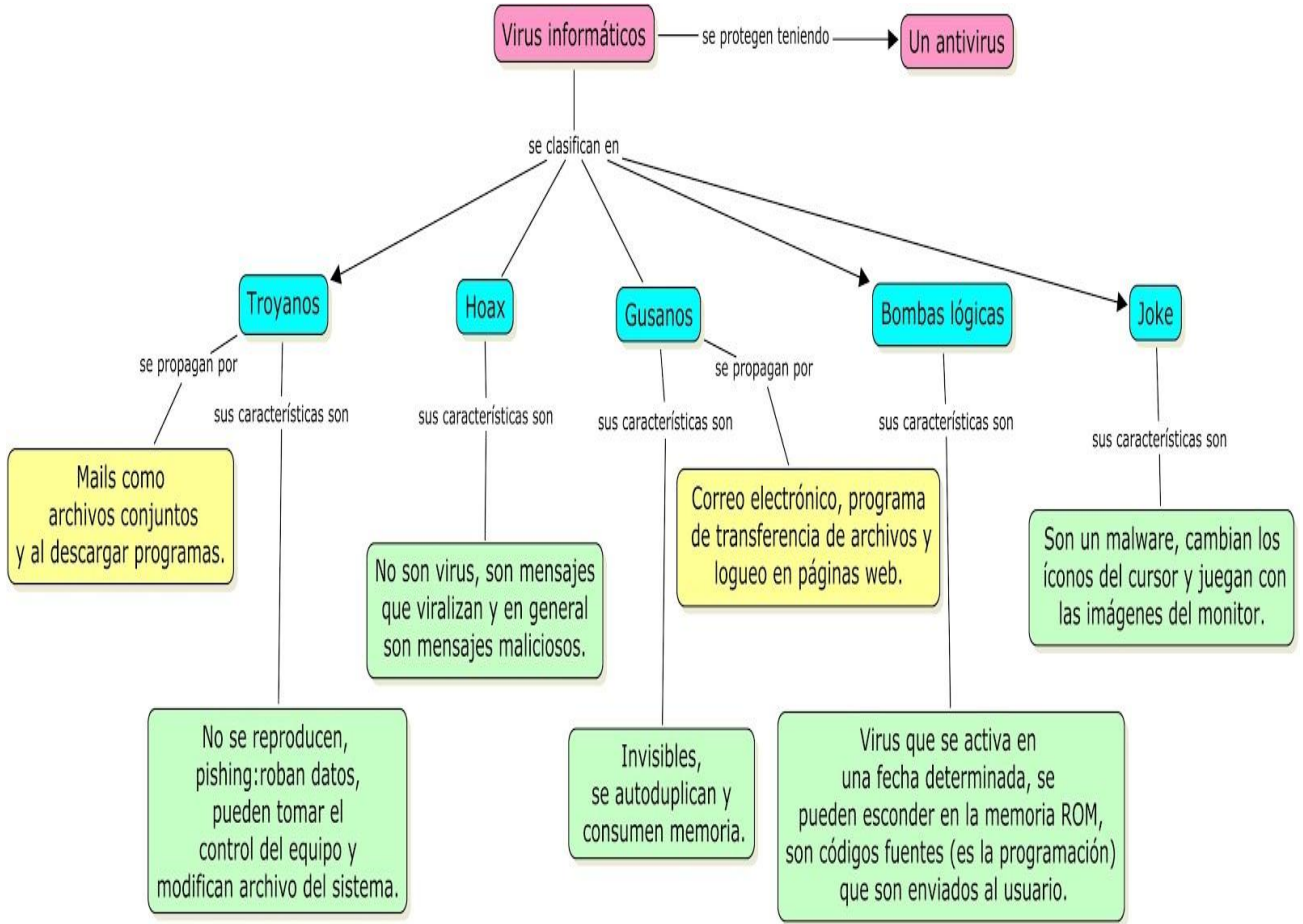 Virus informáticos
se protegen teniendo
Un antivirus
se clasifican en
Troyanos
Hoax
Gusanos
Bombas lógicas
Joke
se propagan por
sus características son
sus características son
sus características son
se propagan por
sus características son
sus características son
Mails como
archivos conjuntos
y al descargar programas.
No se reproducen,
pishing:roban datos,
pueden tomar el
control del equipo y
modifican archivo del sistema.
No son virus, son mensajes
que viralizan y en general
son mensajes maliciosos.
Invisibles,
se autoduplican y
consumen memoria.
Correo electrónico, programa
de transferencia de archivos y
logueo en páginas web.
Virus que se activa en
una fecha determinada, se
pueden esconder en la memoria ROM,
son códigos fuentes (es la programación)
que son enviados al usuario.
Son un malware, cambian los
íconos del cursor y juegan con
las imágenes del monitor.